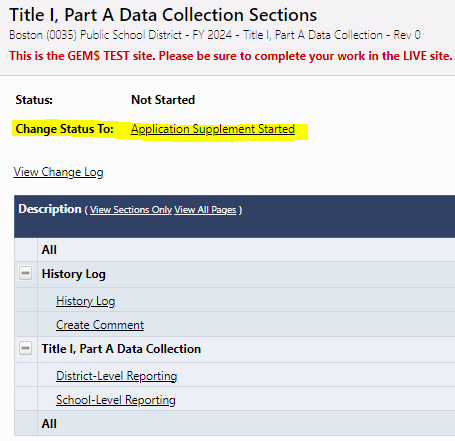 Title I, Part A Data Collection Sections
Boston (0035) Public School District - FY 2024 - Title I, Part A Data Collection - Rev 0
This is the GEM$ TEST site. Please be sure to complete your work in the LIVE site.
Status: Not Started
Change Status To: Application Supplement Started
View Change Log
Description ( View Sections Only View All Pages )
All
History Log
History Log
Create Comment
Title I, Part A Data Collection
District-Level Reporting
School-Level Reporting
All